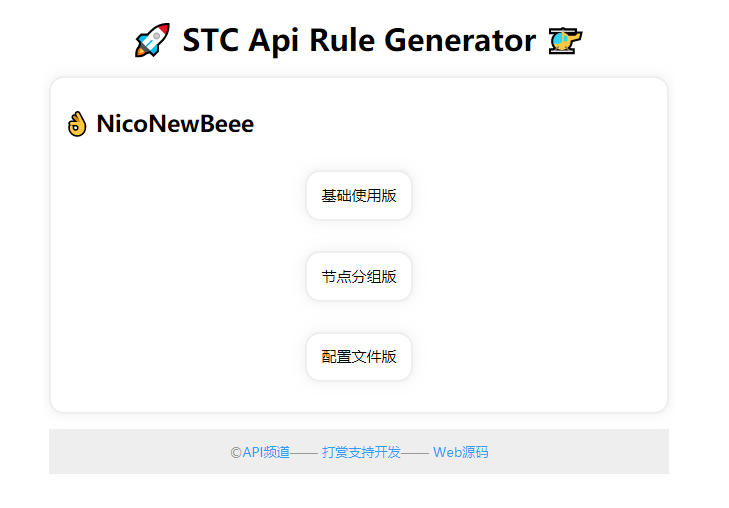 🚀 STC Api Rule Generator 🚁
👌 NicoNewBeee
基础使用版
节点分组版
配置文件版
©API频道—— 打赏支持开发—— Web源码